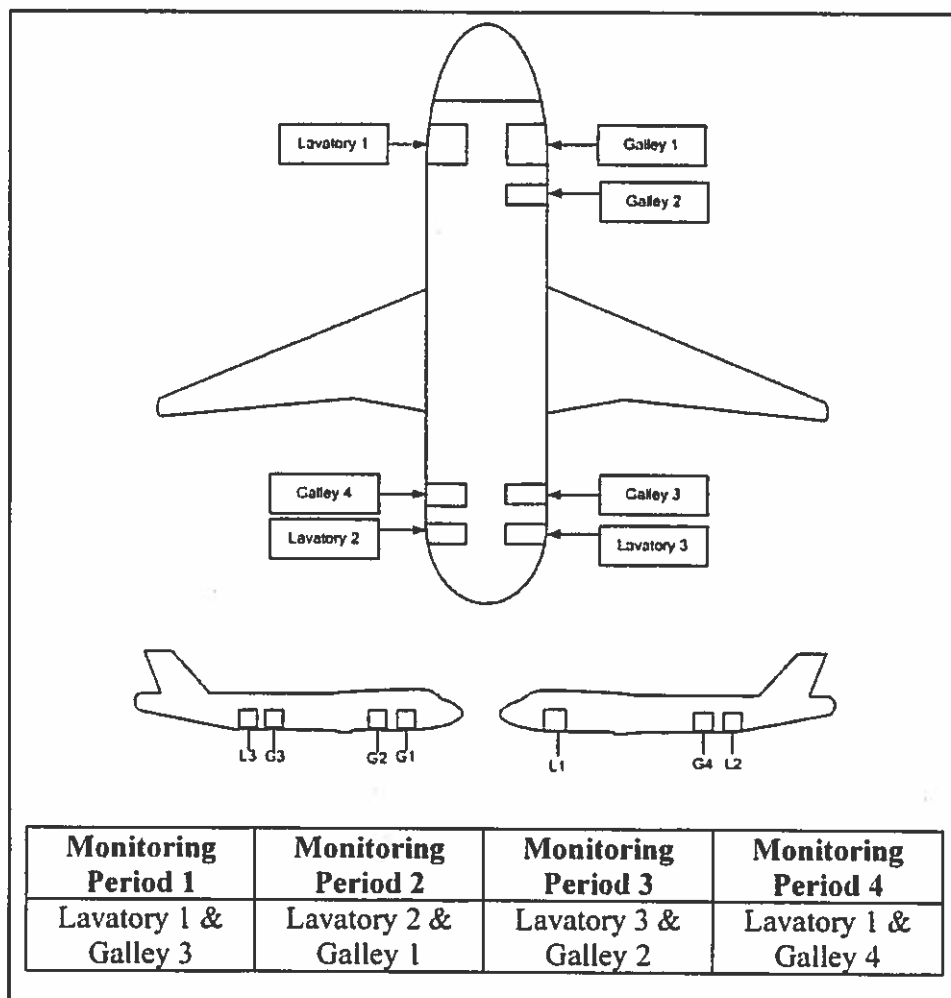 Lavatory 1
Galley 1
Galley 2
Galley 4
Galley 3
Lavatory 2
Lavatory 3
L3 G3 G2 G1 L1 G4 L2
Monitoring Period 1
Monitoring Period 2
Monitoring Period 3
Monitoring Period 4
Lavatory 1 & Galley 3
Lavatory 2 & Galley 1
Lavatory 3 & Galley 2
Lavatory 1 & Galley 4